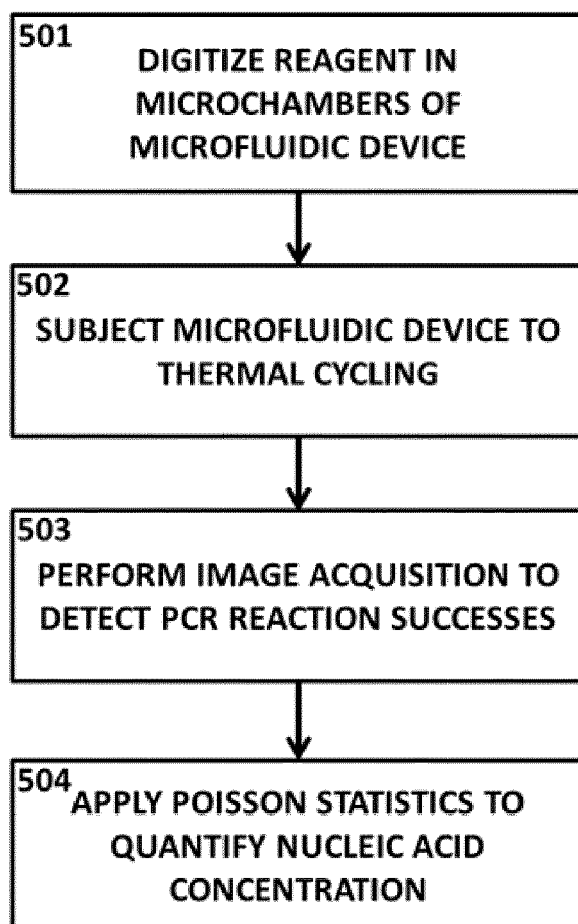 501
DIGITIZE REAGENT IN
MICROCHAMBERS OF
MICROFLUIDIC DEVICE
502
SUBJECT MICROFLUIDIC DEVICE TO
THERMAL CYCLING
503
PERFORM IMAGE ACQUISITION TO
DETECT PCR REACTION SUCCESSES
504
APPLY POISSON STATISTICS TO
QUANTIFY NUCLEIC ACID
CONCENTRATION